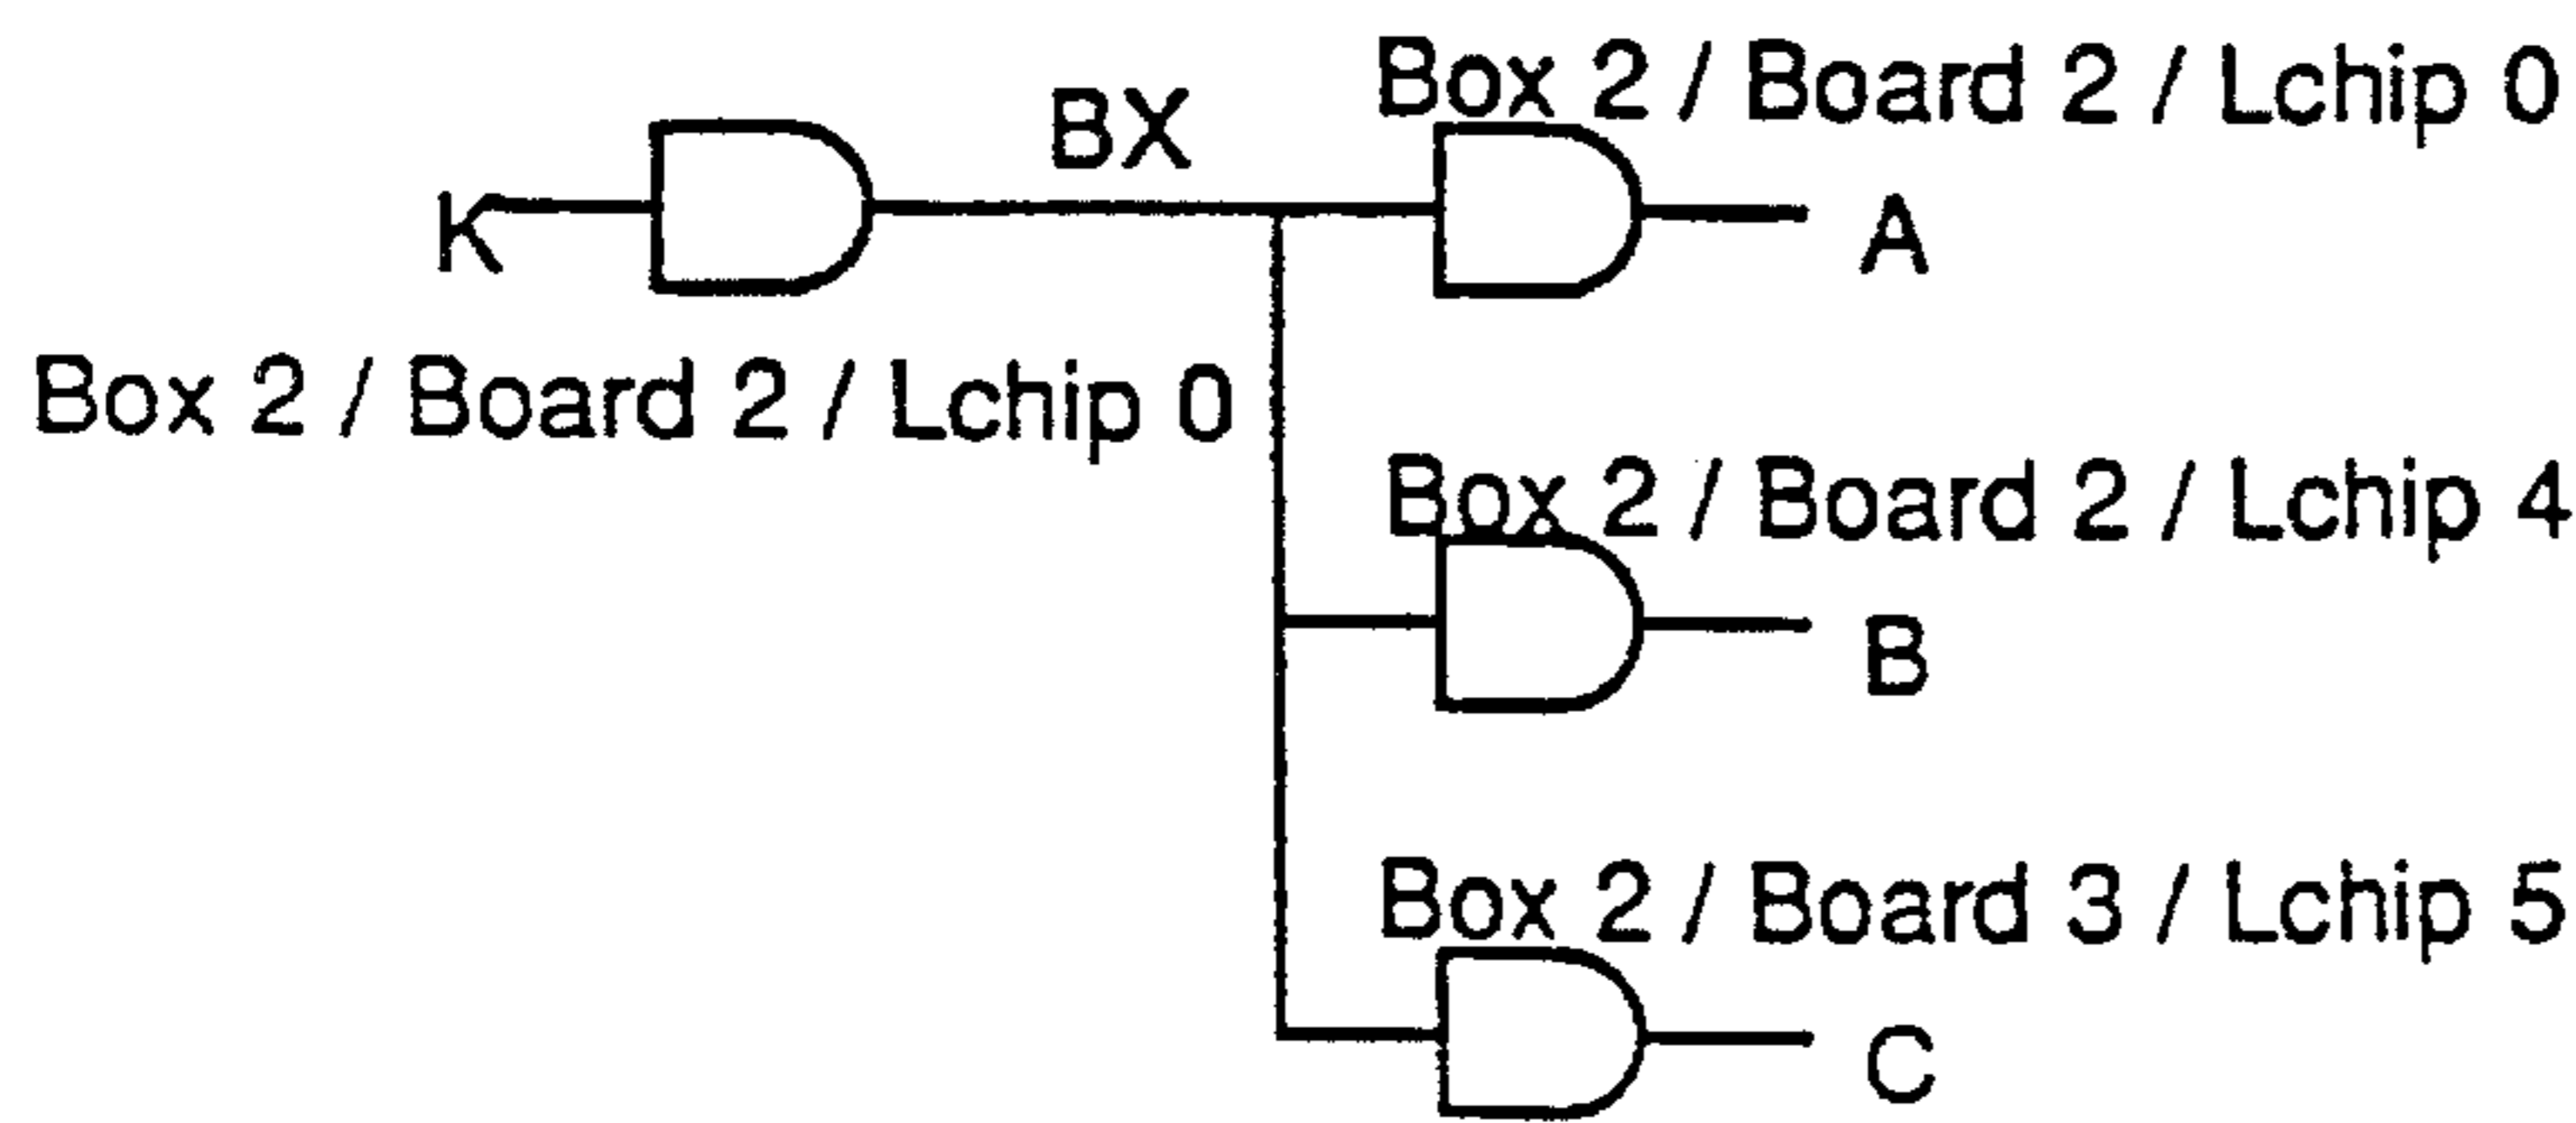 Box 2 / Board 2 / Lchip 0
BX
K
A
Box 2 / Board 2 / Lchip 0
Box 2 / Board 2 / Lchip 4
B
Box 2 / Board 3 / Lchip 5
C